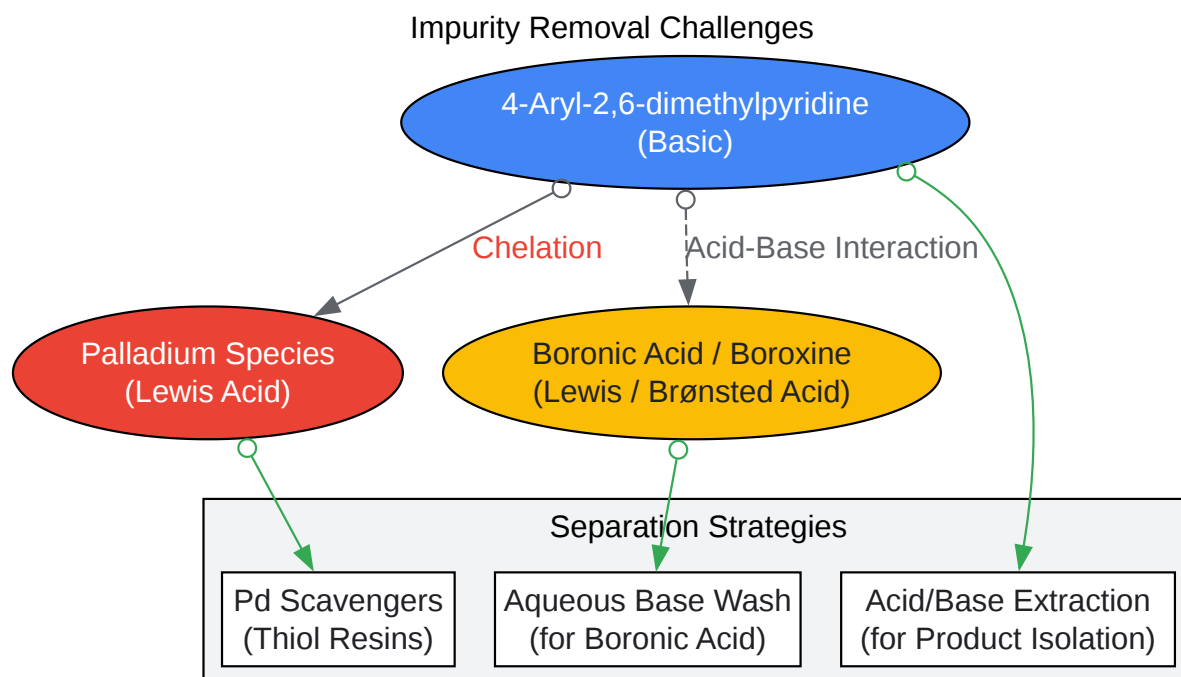 Impurity Removal Challenges
4-Aryl-2,6-dimethylpyridine
(Basic)
Chelation
Acid-Base Interaction
Palladium Species
(Lewis Acid)
Boronic Acid / Boroxine
(Lewis / Brønsted Acid)
Separation Strategies
Pd Scavengers
(Thiol Resins)
Aqueous Base Wash
(for Boronic Acid)
Acid/Base Extraction
(for Product Isolation)